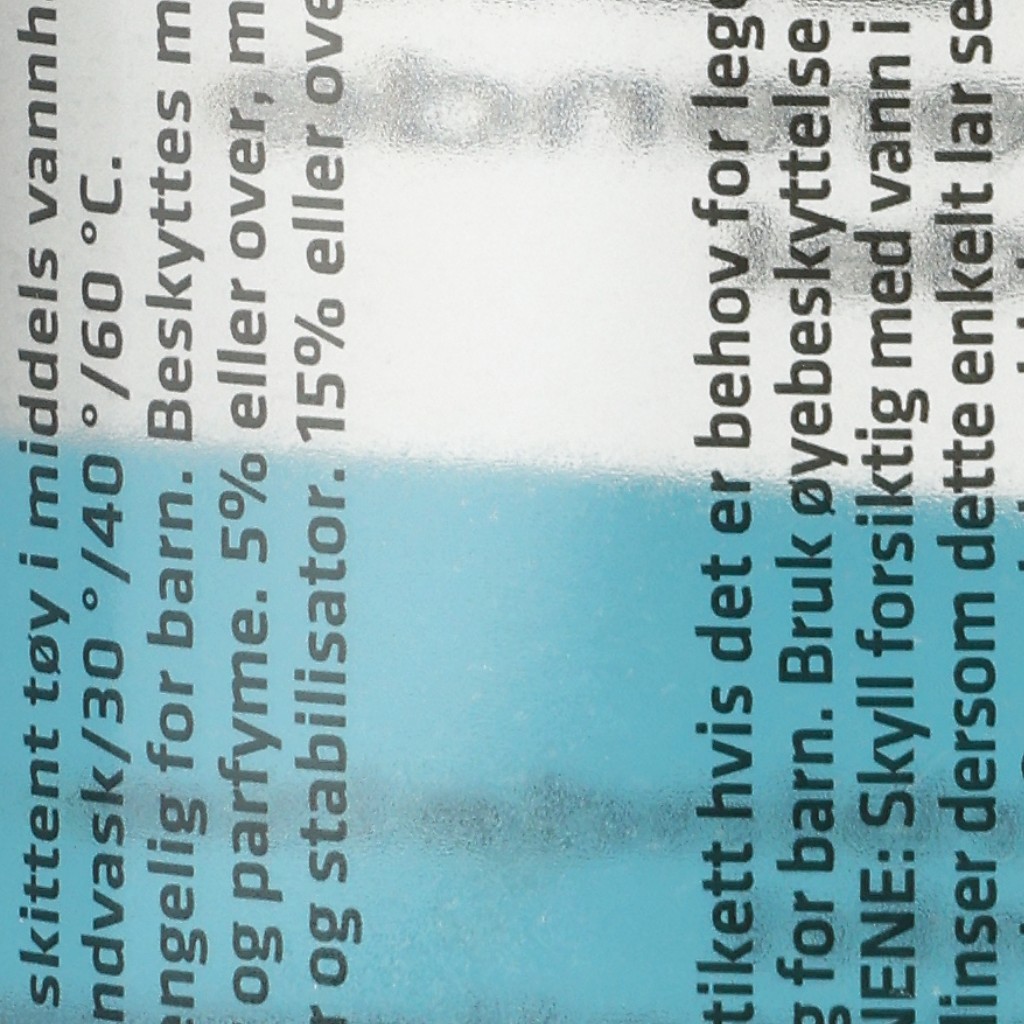 skittent tøy i middels vannh
ndvask/30 °/40 °/60 °C.
engelig for barn. Beskyttes m
og parfyme. 5% eller over, m
r og stabilisator. 15% eller ove
tikett hvis det er behov for leg
g for barn. Bruk øyebeskyttelse
NENE: Skyll forsiktig med vann i
linser dersom dette enkelt lar se